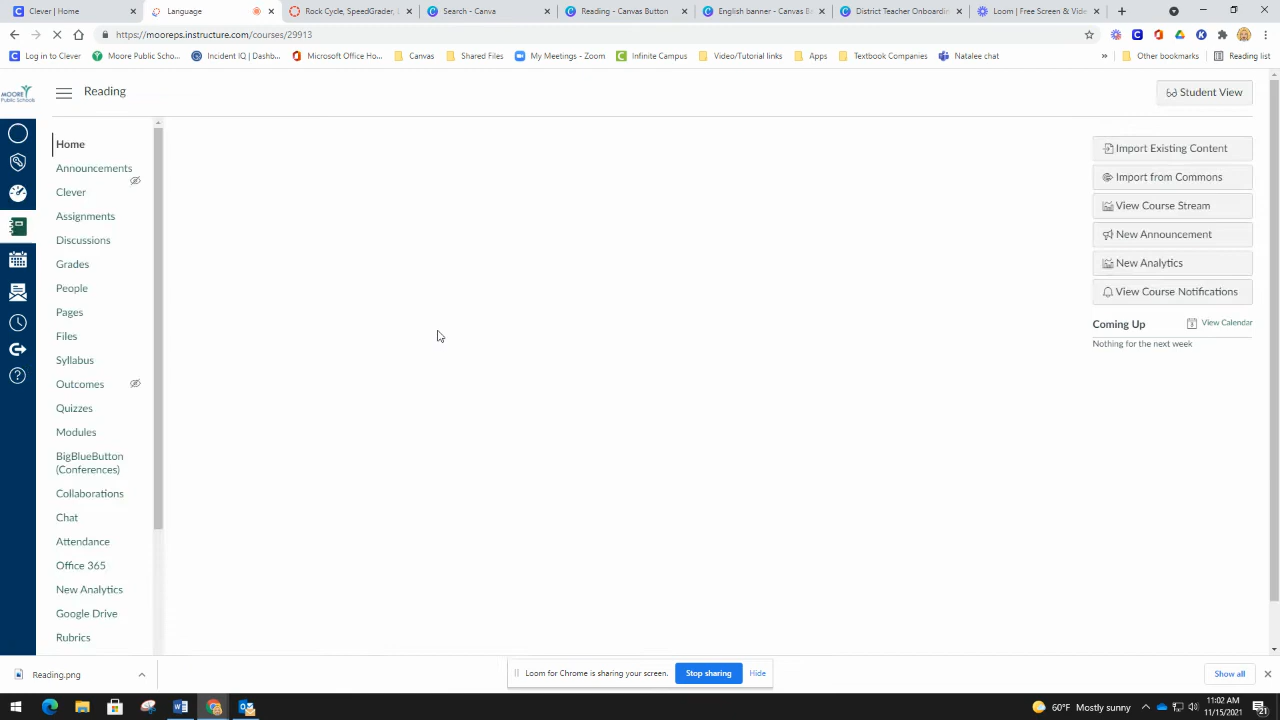 Clever | Home
Language
Rock Cycle, SpeedGrader, L
Search - Canva
Reading - Canvas Button
English banner - Canvas B
District Teacher Onboardin
Loom | Free Screen & Vide
https://mooreps.instructure.com/courses/29913
Log in to Clever
Moore Public Scho...
Incident IQ | Dashb...
Microsoft Office Ho...
Canvas
Shared Files
My Meetings - Zoom
Infinite Campus
Video/Tutorial links
Apps
Textbook Companies
Natalee chat
Other bookmarks
Reading list
MOORE
Public Schools
Reading
Student View
Home
Announcements
Clever
Assignments
Discussions
Grades
People
Pages
Files
Syllabus
Outcomes
Quizzes
Modules
BigBlueButton
(Conferences)
Collaborations
Chat
Attendance
Office 365
New Analytics
Google Drive
Rubrics
Import Existing Content
Import from Commons
View Course Stream
New Announcement
New Analytics
View Course Notifications
Coming Up
View Calendar
Nothing for the next week
Reading.png
Loom for Chrome is sharing your screen.
Stop sharing
Hide
Show all
60°F Mostly sunny
11:02 AM
11/15/2021
21